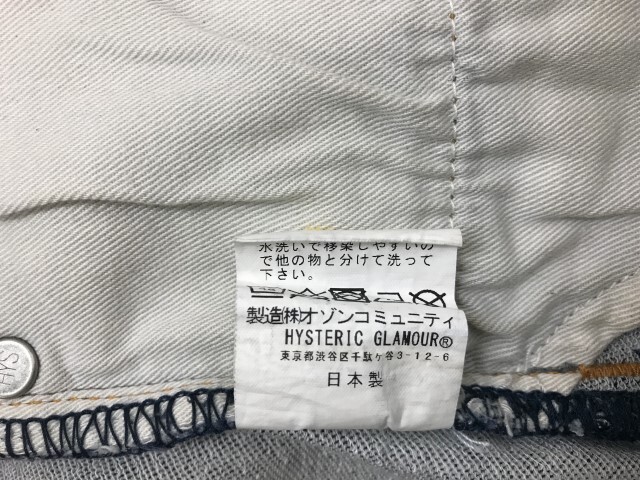 水洗いで移染しやすいの
で他の物と分けて洗って
下さい。
製造㈱オゾンコミュニティ
HYSTERIC GLAMOUR®
東京都渋谷区千駄ヶ谷3-12-6
日本製
HYS